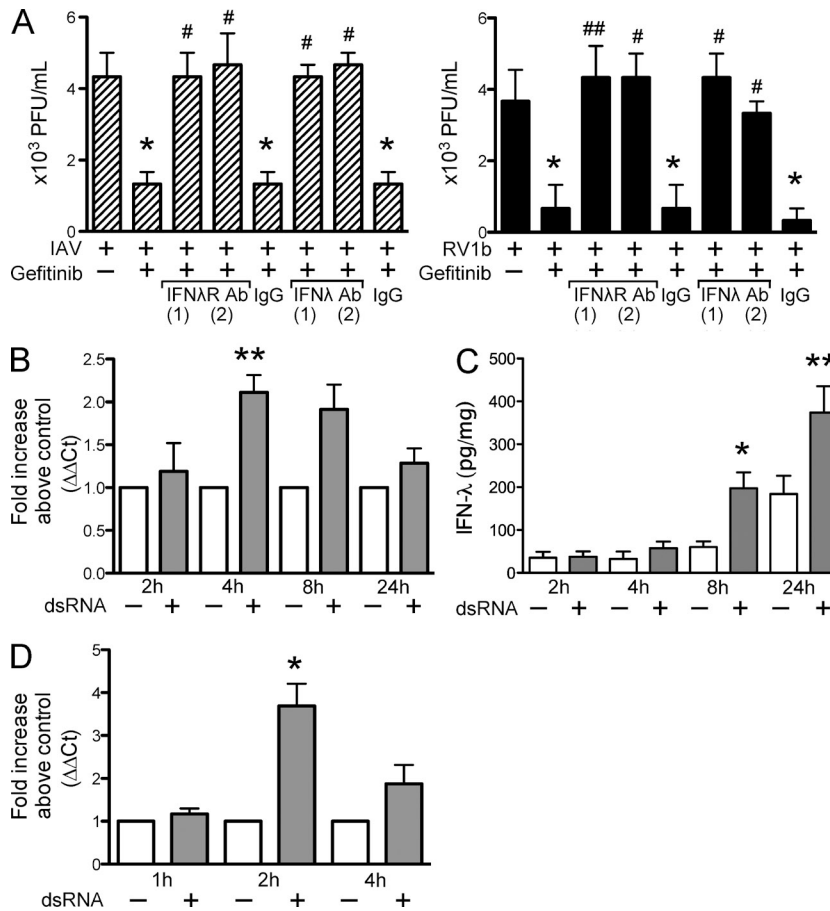 A
×10³ PFU/mL
6
4
2
0
#
#
*
*
#
#
*
IAV + + + + + + + +
Gefitinib − + + + + + + +
IFNλR Ab IgG IFNλ Ab IgG
(1) (2) (1) (2)
×10³ PFU/mL
6
4
2
0
*
##
#
*
#
#
*
RV1b + + + + + + + +
Gefitinib − + + + + + + +
IFNλR Ab IgG IFNλ Ab IgG
(1) (2) (1) (2)
B
Fold increase
above control
(ΔΔCt)
2.5
2.0
1.5
1.0
0.5
0.0
**
2h 4h 8h 24h
dsRNA − + − + − + − +
C
IFN-λ (pg/mg)
500
400
300
200
100
0
*
**
2h 4h 8h 24h
dsRNA − + − + − + − +
D
Fold increase
above control
(ΔΔCt)
5
4
3
2
1
0
*
1h 2h 4h
dsRNA − + − + − +